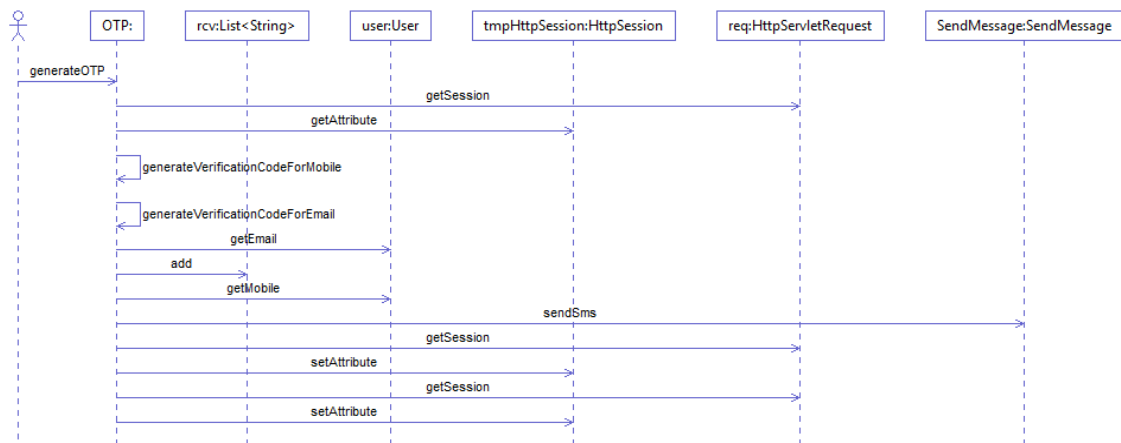 OTP:
rcv:List<String>
user:User
tmpHttpSession:HttpSession
req:HttpServletRequest
SendMessage:SendMessage
generateOTP
getSession
getAttribute
generateVerificationCodeForMobile
generateVerificationCodeForEmail
getEmail
add
getMobile
sendSms
getSession
setAttribute
getSession
setAttribute